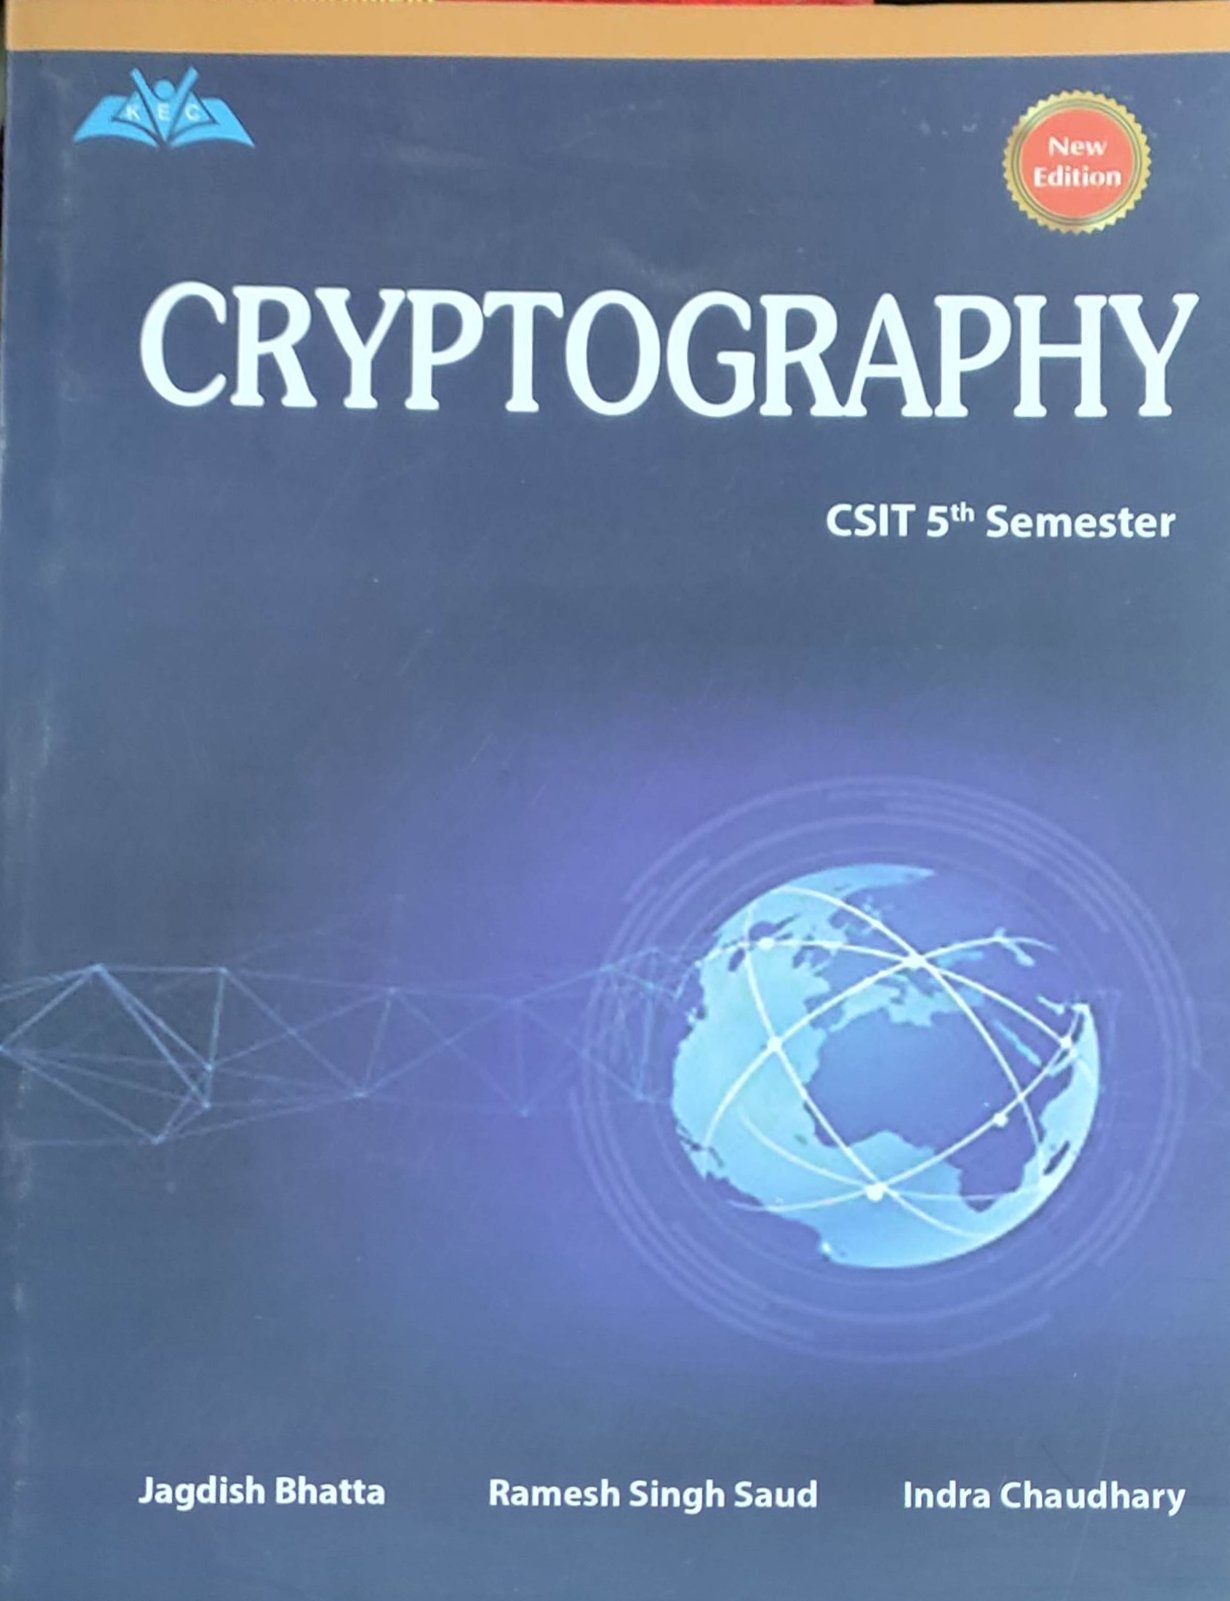 K E C
New
Edition
CRYPTOGRAPHY
CSIT 5th Semester
Jagdish Bhatta
Ramesh Singh Saud
Indra Chaudhary